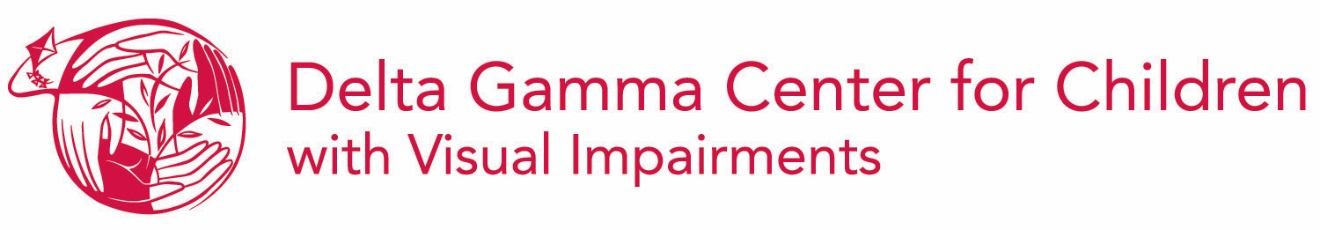 Delta Gamma Center for Children
with Visual Impairments